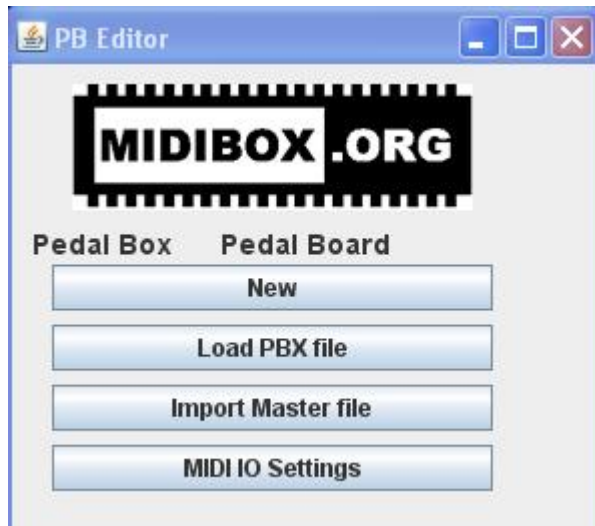 PB Editor
MIDIBOX.ORG
Pedal Box Pedal Board
New
Load PBX file
Import Master file
MIDI IO Settings